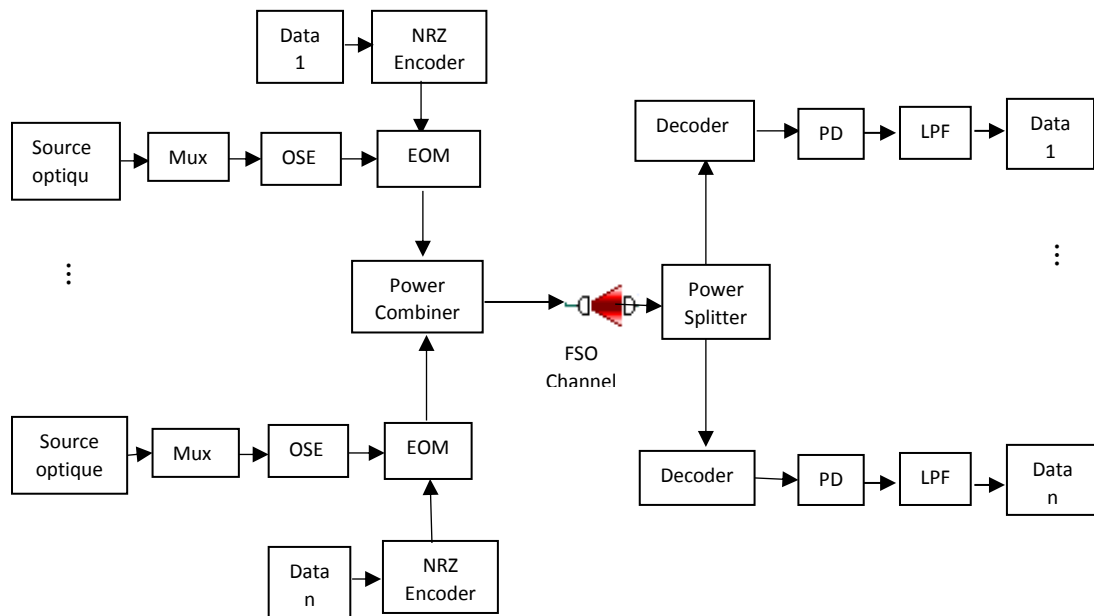 Data
1
NRZ
Encoder
Source
optiqu
Mux
OSE
EOM
Decoder
PD
LPF
Data
1
...
...
Power
Combiner
FSO
Channel
Power
Splitter
Source
optique
Mux
OSE
EOM
Decoder
PD
LPF
Data
n
Data
n
NRZ
Encoder